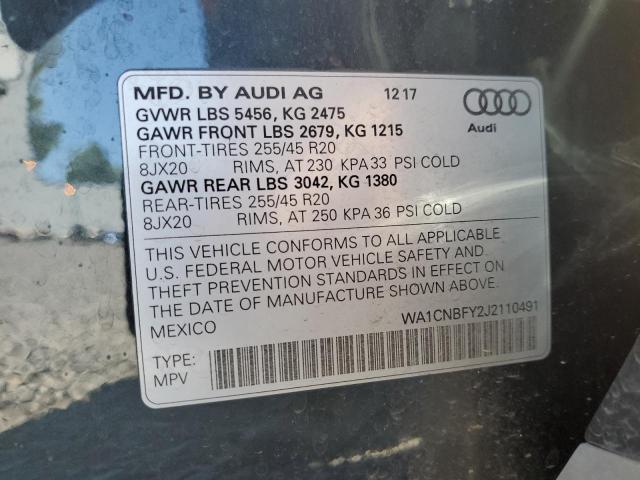 MFD. BY AUDI AG 12 17
GVWR LBS 5456, KG 2475
GAWR FRONT LBS 2679, KG 1215
FRONT-TIRES 255/45 R20
8JX20 RIMS, AT 230 KPA 33 PSI COLD
GAWR REAR LBS 3042, KG 1380
REAR-TIRES 255/45 R20
8JX20 RIMS, AT 250 KPA 36 PSI COLD
Audi
THIS VEHICLE CONFORMS TO ALL APPLICABLE
U.S. FEDERAL MOTOR VEHICLE SAFETY AND
THEFT PREVENTION STANDARDS IN EFFECT ON
THE DATE OF MANUFACTURE SHOWN ABOVE.
MEXICO WA1CNBFY2J2110491
TYPE:
MPV